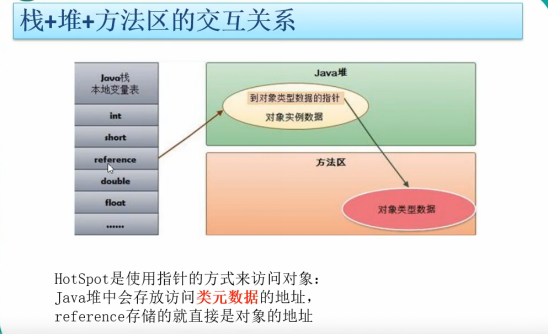 栈+堆+方法区的交互关系
Java栈
本地变量表
int
short
reference
double
float
……
Java堆
到对象类型数据的指针
对象实例数据
方法区
对象类型数据
HotSpot是使用指针的方式来访问对象：
Java堆中会存放访问类元数据的地址，
reference存储的就直接是对象的地址